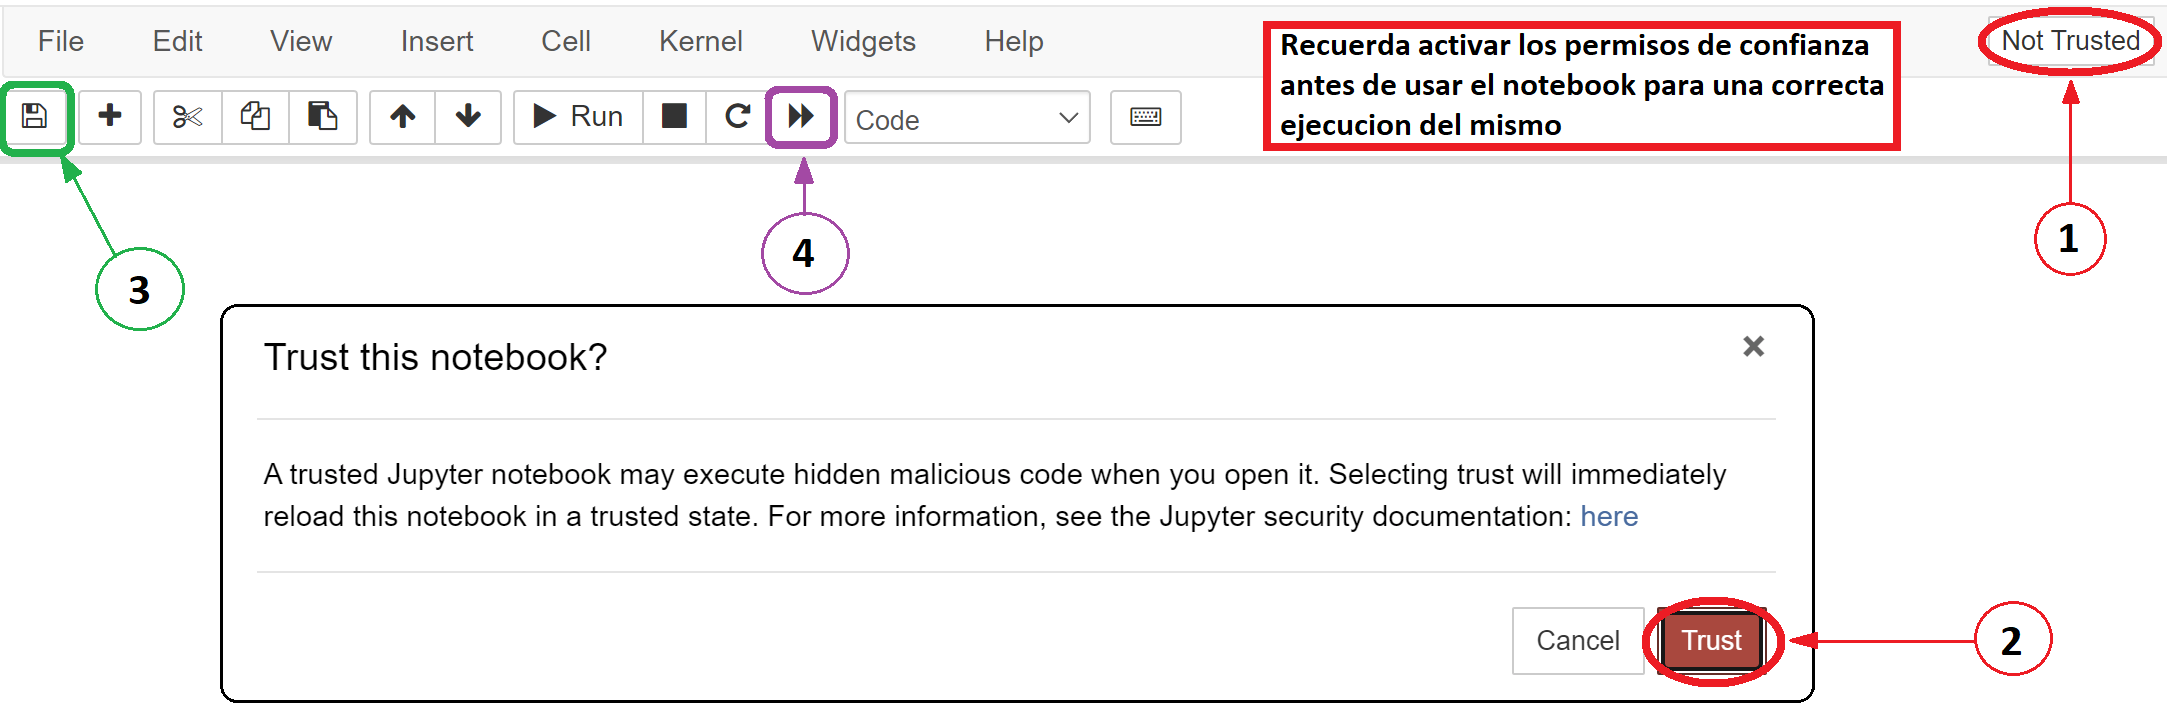 File Edit View Insert Cell Kernel Widgets Help
Recuerda activar los permisos de confianza
antes de usar el notebook para una correcta
ejecucion del mismo
Not Trusted
Run
Code
1
3
4
Trust this notebook?
A trusted Jupyter notebook may execute hidden malicious code when you open it. Selecting trust will immediately
reload this notebook in a trusted state. For more information, see the Jupyter security documentation: here
Cancel Trust
2